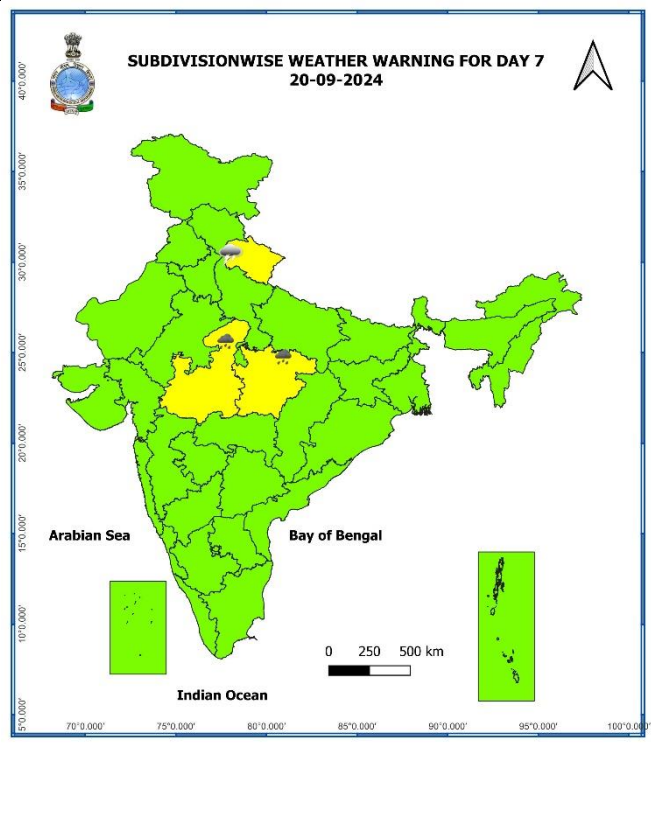 SUBDIVISIONWISE WEATHER WARNING FOR DAY 7
20-09-2024
40°0.000'
35°0.000'
30°0.000'
25°0.000'
20°0.000'
15°0.000'
10°0.000'
5°0.000'
Arabian Sea
Bay of Bengal
0 250 500 km
Indian Ocean
70°0.000' 75°0.000' 80°0.000' 85°0.000' 90°0.000' 95°0.000' 100°0.000'